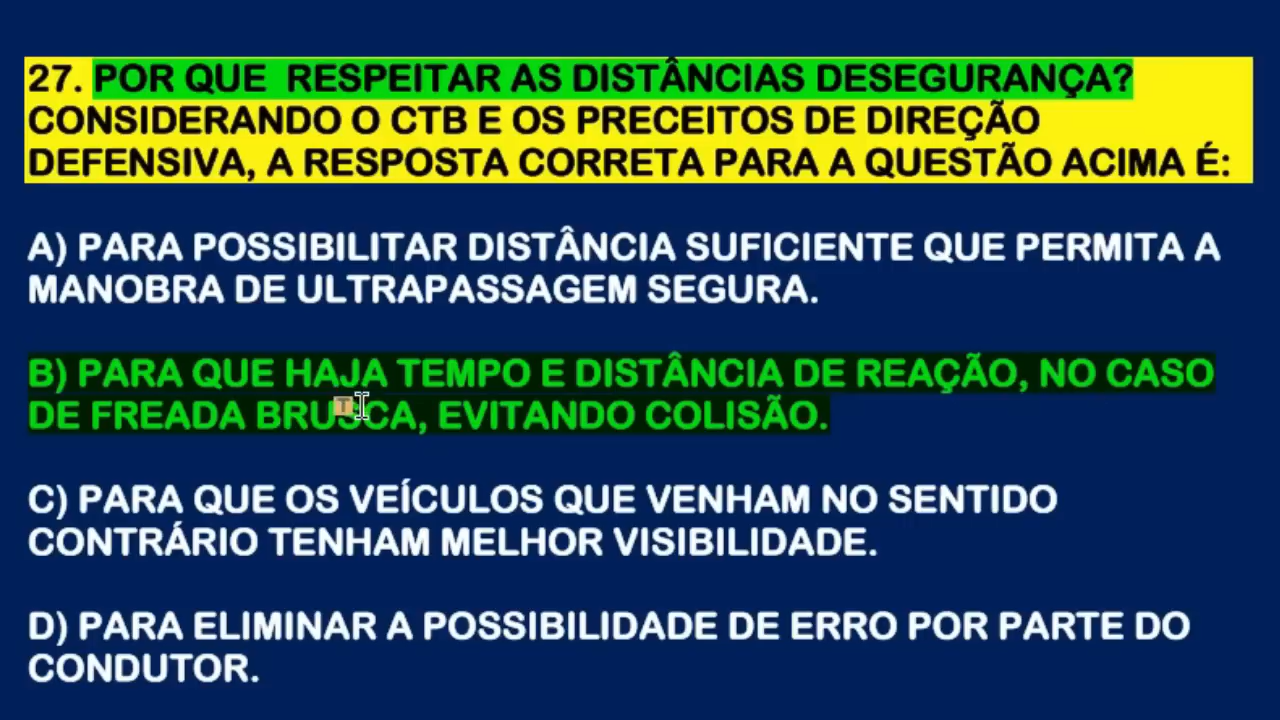 27. POR QUE  RESPEITAR AS DISTÂNCIAS DESEGURANÇA?
CONSIDERANDO O CTB E OS PRECEITOS DE DIREÇÃO
DEFENSIVA, A RESPOSTA CORRETA PARA A QUESTÃO ACIMA É:
A) PARA POSSIBILITAR DISTÂNCIA SUFICIENTE QUE PERMITA A
MANOBRA DE ULTRAPASSAGEM SEGURA.
B) PARA QUE HAJA TEMPO E DISTÂNCIA DE REAÇÃO, NO CASO
DE FREADA BRUSCA, EVITANDO COLISÃO.
C) PARA QUE OS VEÍCULOS QUE VENHAM NO SENTIDO
CONTRÁRIO TENHAM MELHOR VISIBILIDADE.
D) PARA ELIMINAR A POSSIBILIDADE DE ERRO POR PARTE DO
CONDUTOR.